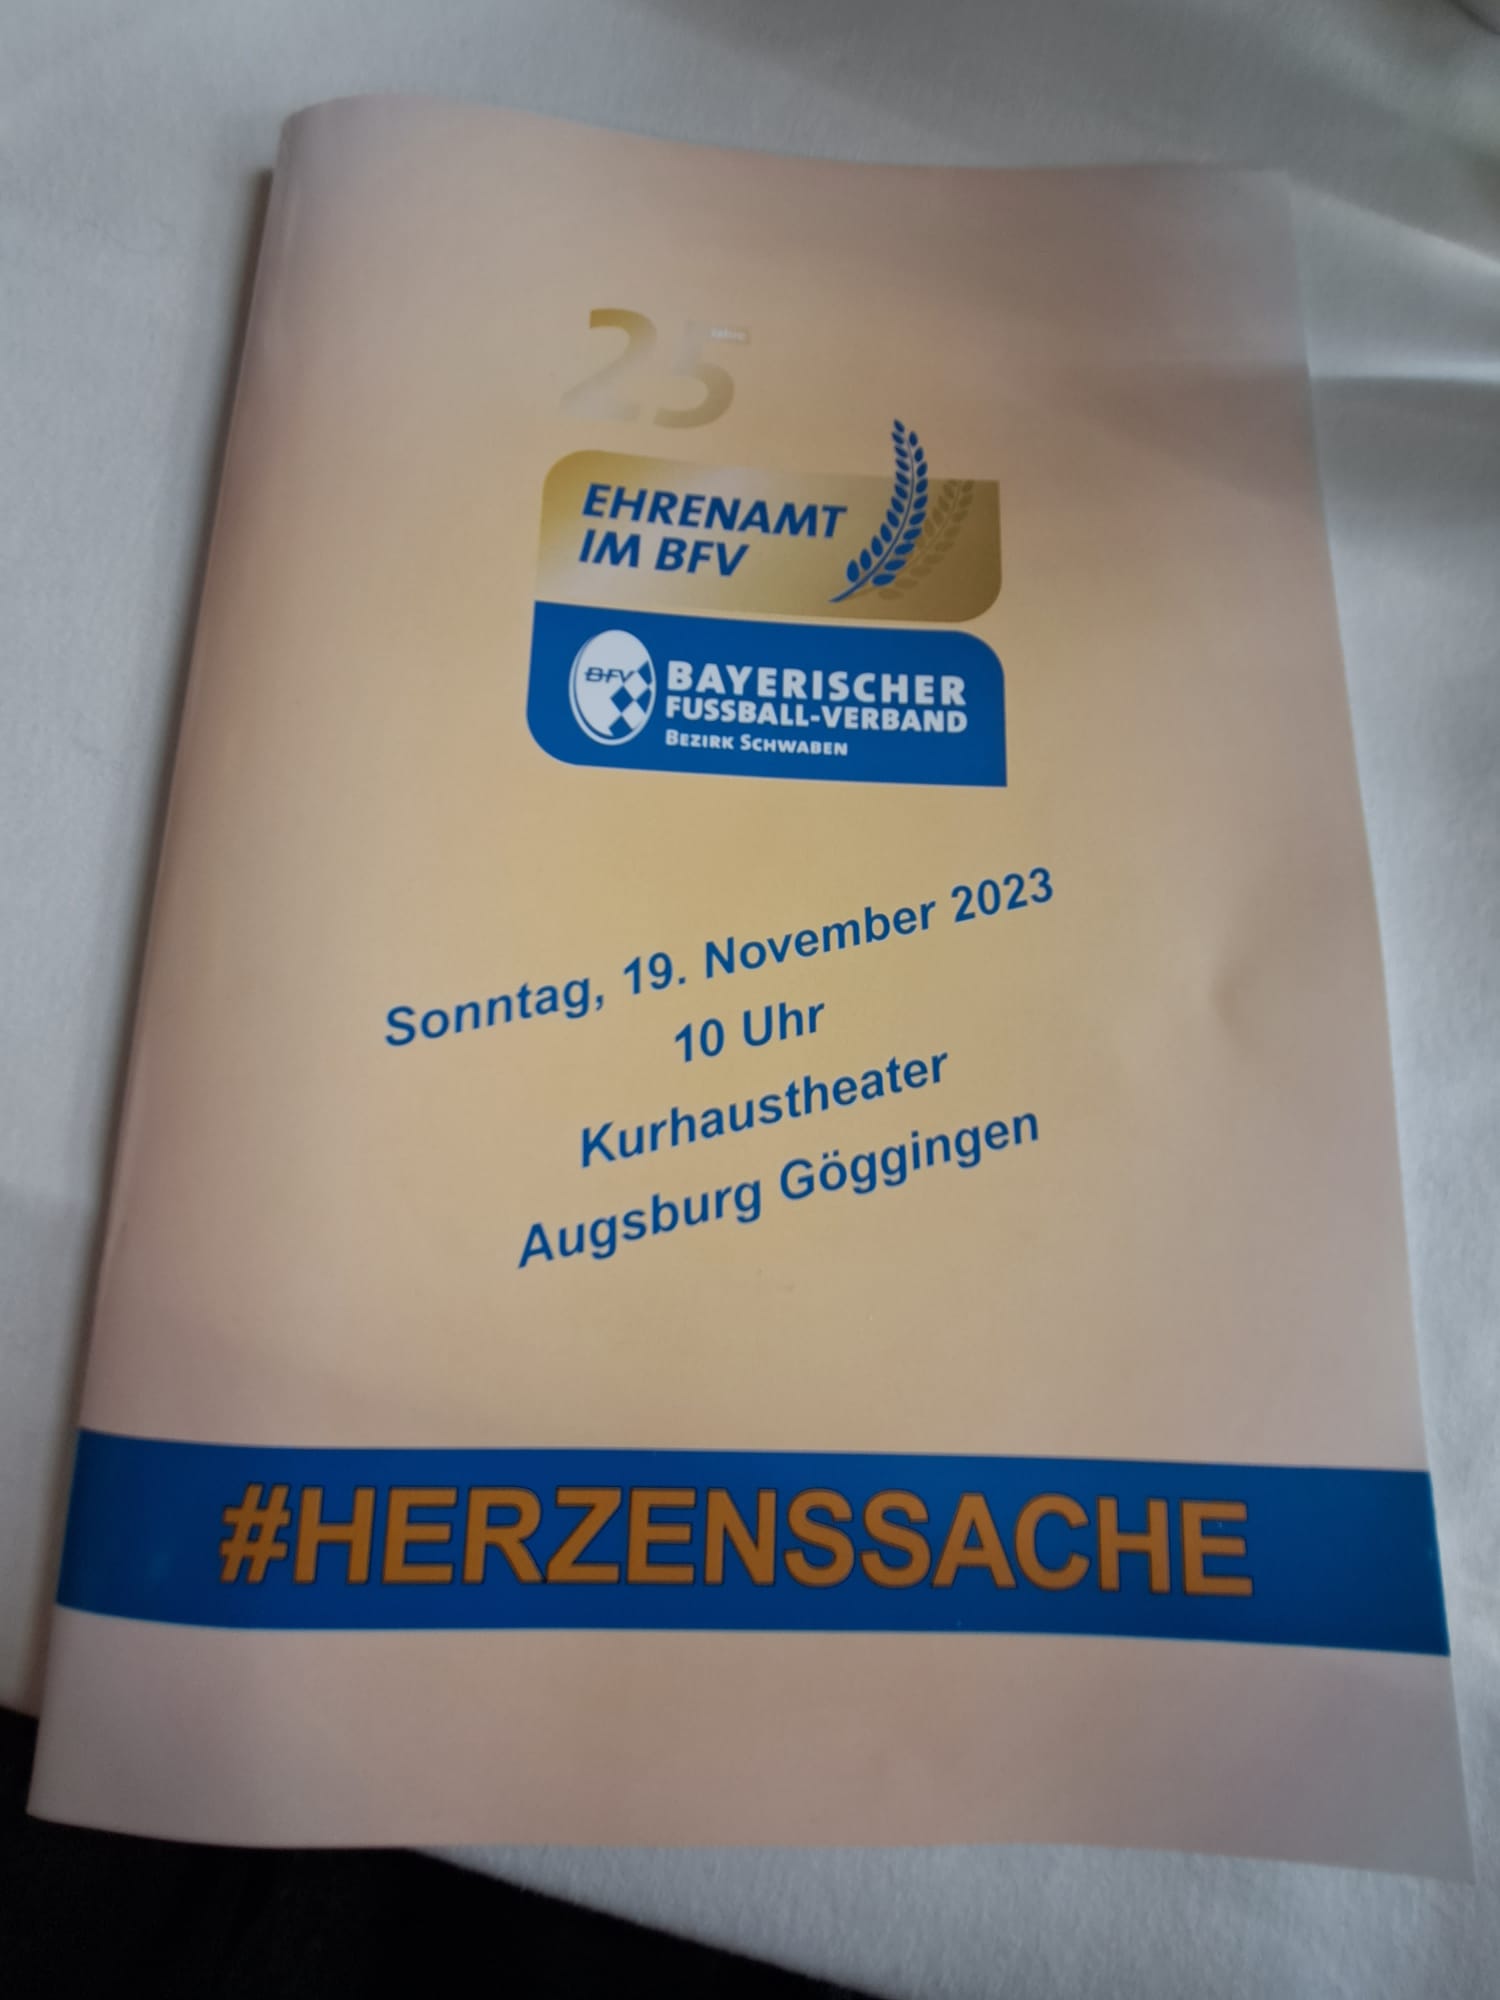 25
Jahre
EHRENAMT
IM BFV
BFV
BAYERISCHER
FUSSBALL-VERBAND
BEZIRK SCHWABEN
Sonntag, 19. November 2023
10 Uhr
Kurhaustheater
Augsburg Göggingen
#HERZENSSACHE